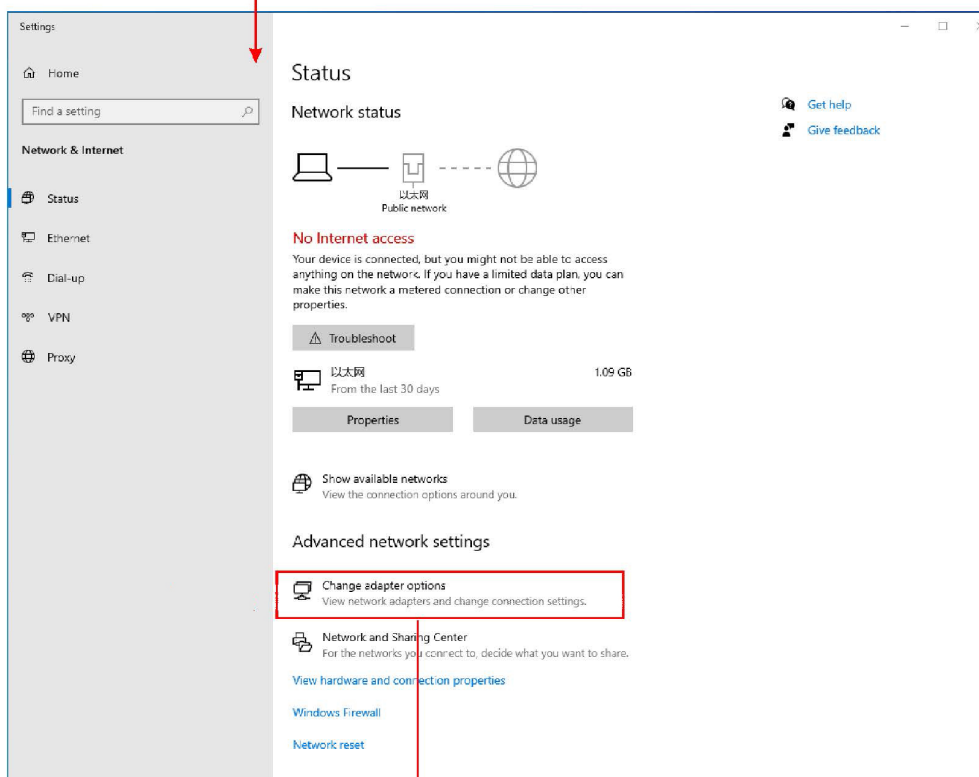 Settings
Home
Find a setting
Network & Internet
Status
Ethernet
Dial-up
VPN
Proxy
Status
Network status
以太网
Public network
No Internet access
Your device is connected, but you might not be able to access
anything on the network. If you have a limited data plan, you can
make this network a metered connection or change other
properties.
Troubleshoot
以太网
1.09 GB
From the last 30 days
Properties
Data usage
Show available networks
View the connection options around you.
Advanced network settings
Change adapter options
View network adapters and change connection settings.
Network and Sharing Center
For the networks you connect to, decide what you want to share.
View hardware and connection properties
Windows Firewall
Network reset
Get help
Give feedback